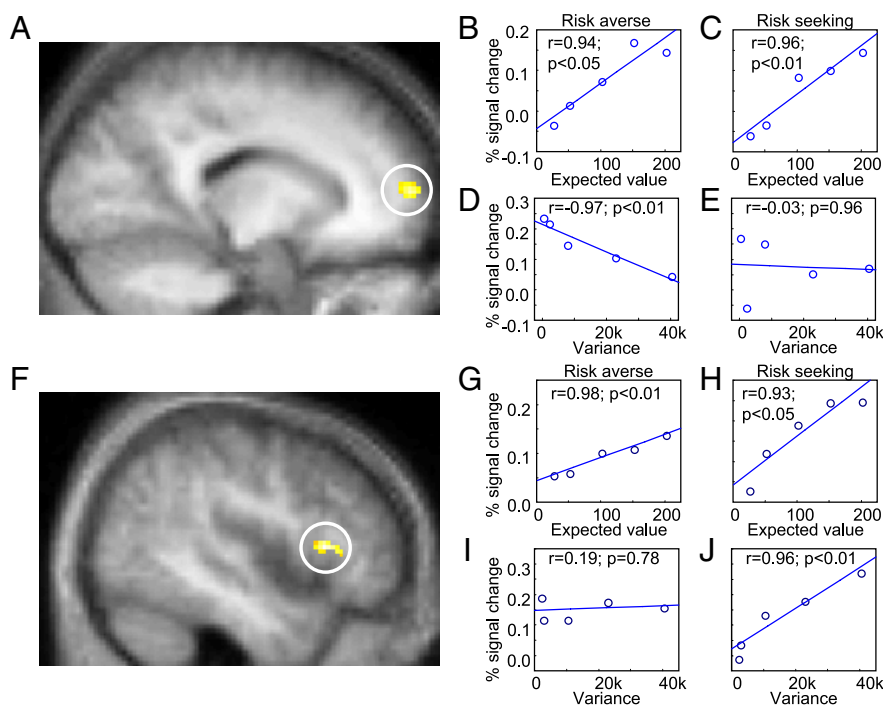 A
B
Risk averse
r=0.94;
p<0.05
% signal change
0.2
0.1
0.0
-0.1
0 100 200
Expected value
C
Risk seeking
r=0.96;
p<0.01
0 100 200
Expected value
D
r=-0.97; p<0.01
% signal change
0.3
0.2
0.1
0.0
-0.1
0 20k 40k
Variance
E
r=-0.03; p=0.96
0 20k 40k
Variance
F
G
Risk averse
r=0.98; p<0.01
% signal change
0.2
0.1
0.0
0 100 200
Expected value
H
Risk seeking
r=0.93;
p<0.05
0 100 200
Expected value
I
r=0.19; p=0.78
% signal change
0.3
0.2
0.1
0.0
0 20k 40k
Variance
J
r=0.96; p<0.01
0 20k 40k
Variance